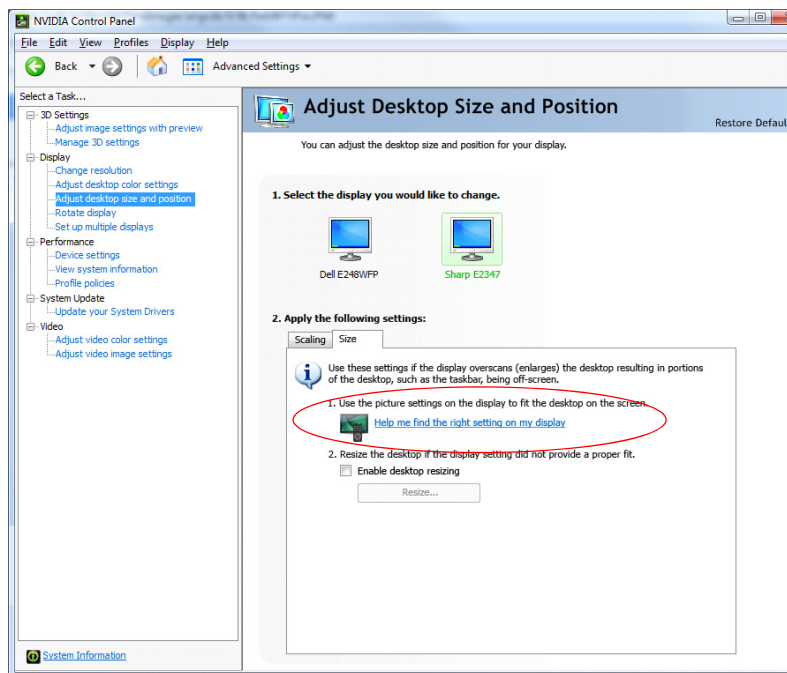 NVIDIA Control Panel
File Edit View Profiles Display Help
Back Advanced Settings
Select a Task...
3D Settings
Adjust image settings with preview
Manage 3D settings
Display
Change resolution
Adjust desktop color settings
Adjust desktop size and position
Rotate display
Set up multiple displays
Performance
Device settings
View system information
Profile policies
System Update
Update your System Drivers
Video
Adjust video color settings
Adjust video image settings
System Information
Adjust Desktop Size and Position
Restore Defaul
You can adjust the desktop size and position for your display.
1. Select the display you would like to change.
Dell E248WFP Sharp E2347
2. Apply the following settings:
Scaling Size
Use these settings if the display overscans (enlarges) the desktop resulting in portions
of the desktop, such as the taskbar, being off-screen.
1. Use the picture settings on the display to fit the desktop on the screen.
Help me find the right setting on my display
2. Resize the desktop if the display setting did not provide a proper fit.
Enable desktop resizing
Resize...